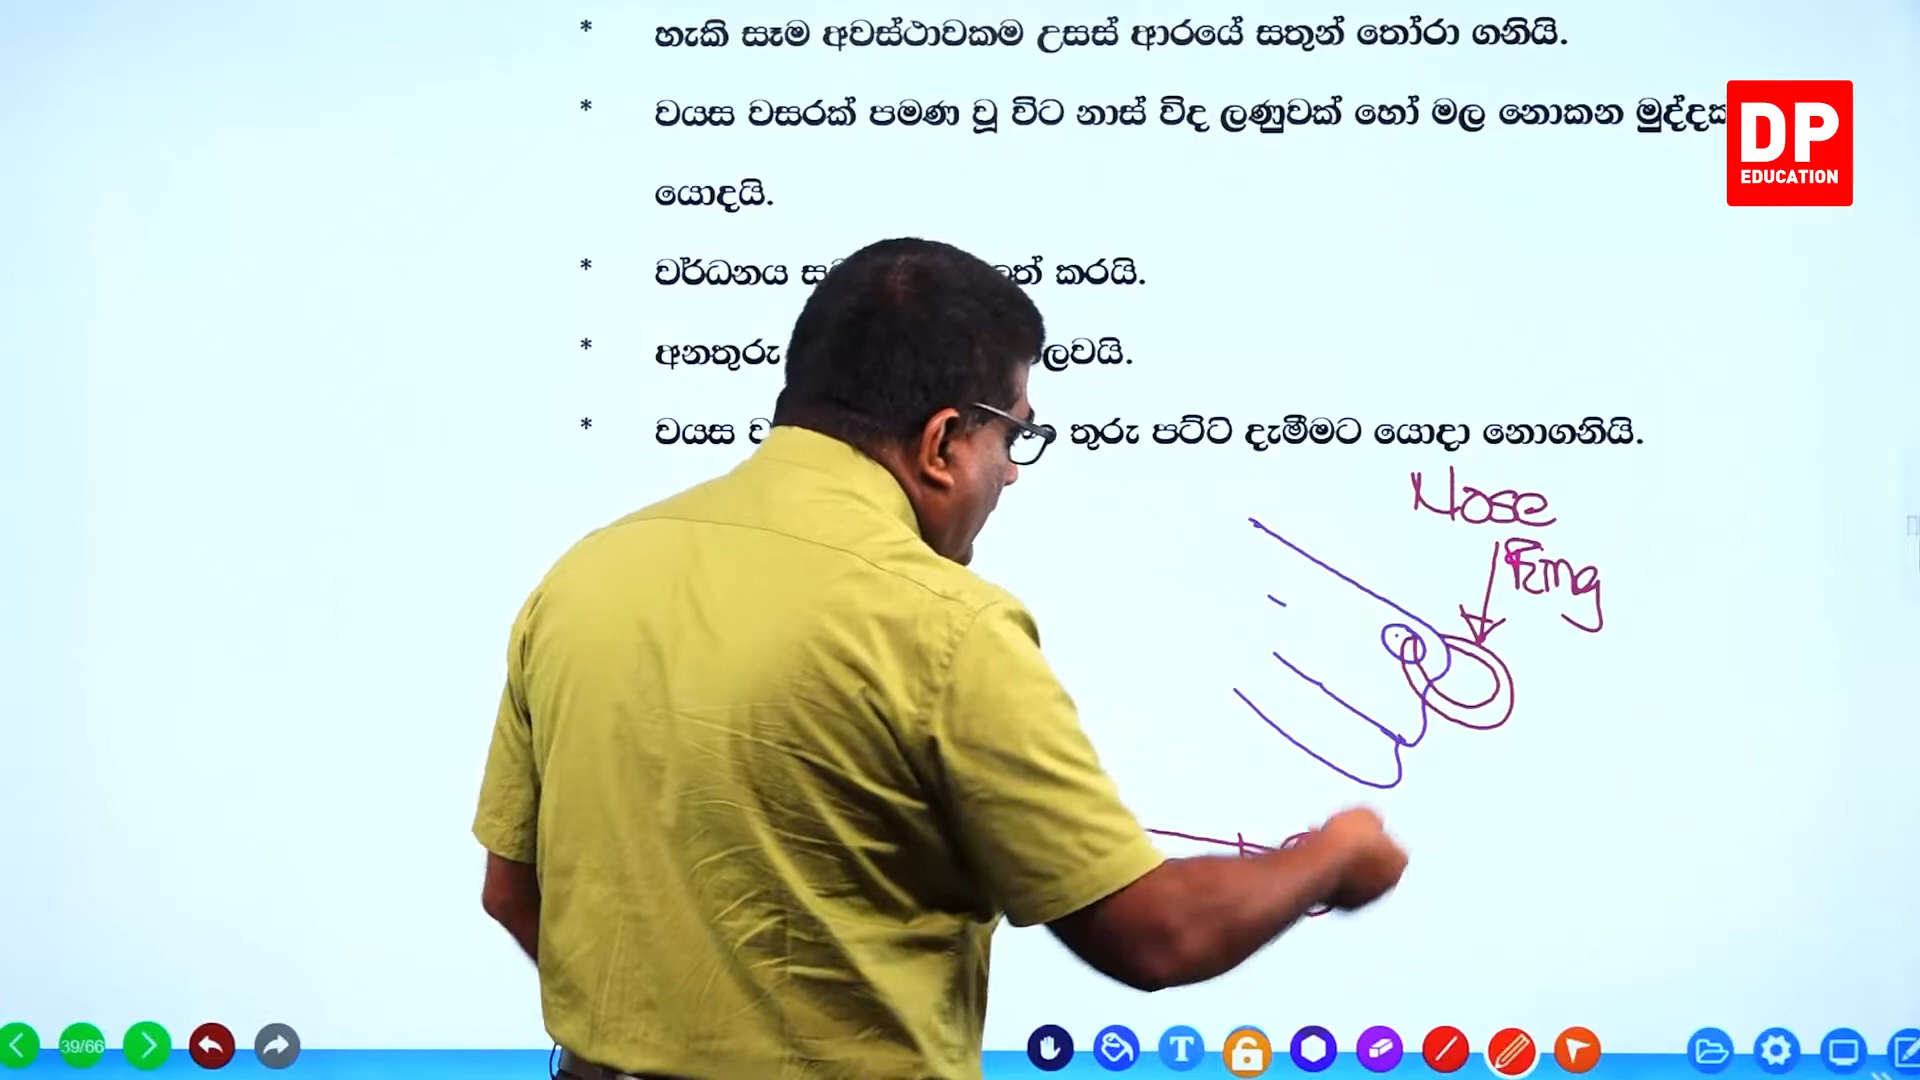 * හැකි සෑම අවස්ථාවකම උසස් ආරයේ සතුන් තෝරා ගනියි.
* වයස වසරක් පමණ වූ විට නාස් විද ලණුවක් හෝ මල නොකන මුද්දක්
යොදයි.
* වර්ධනය කරයි.
* අනතුරු
* වයස තුරු පට්ටි දැමීමට යොදා නොගනියි.
DP
EDUCATION
Nose
Ring
39/66
T